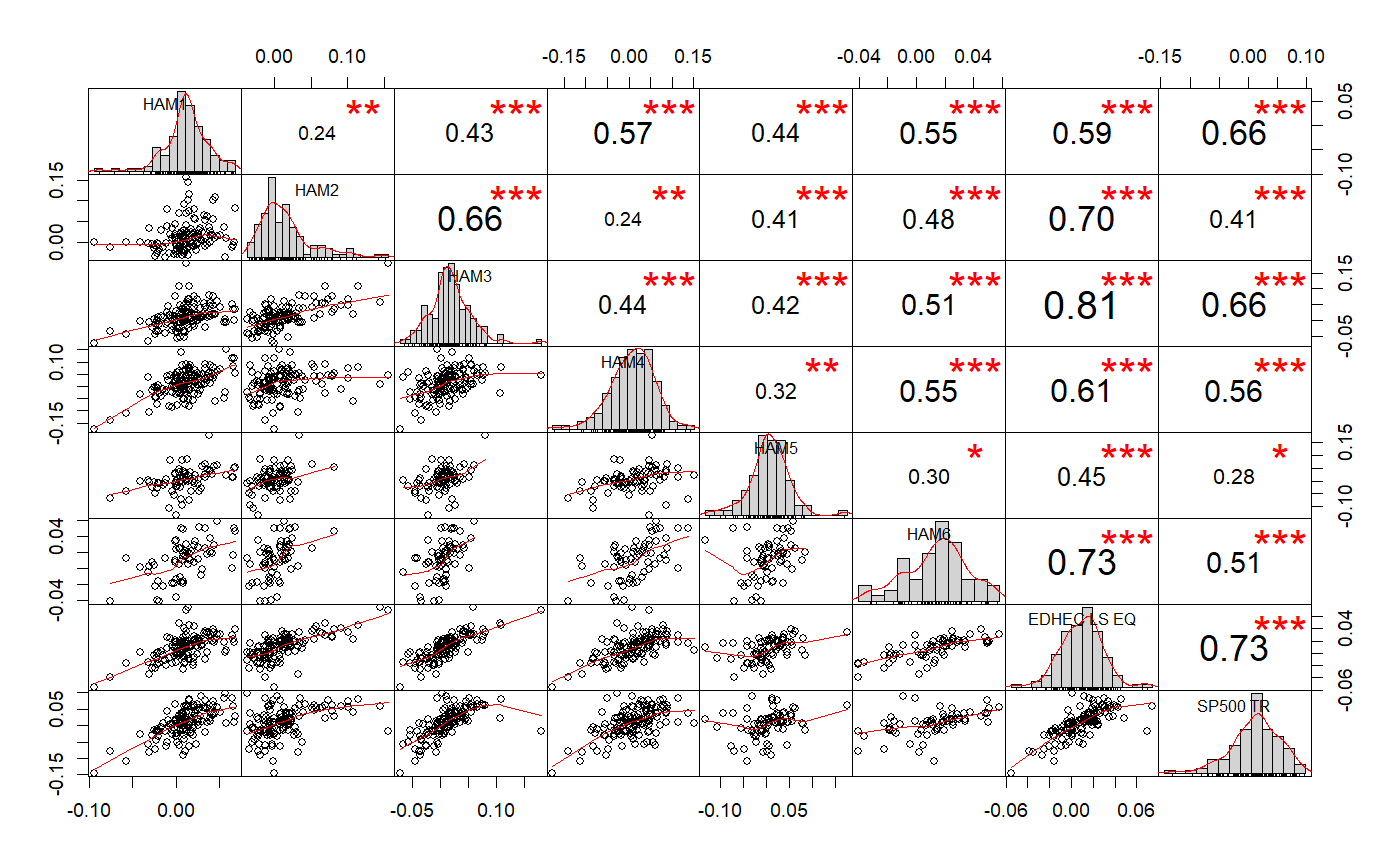 0.00 0.10 -0.15 0.00 0.15 -0.04 0.00 0.04 -0.15 0.00 0.10
HAM1 ** *** *** *** *** *** *** 0.05
0.24 0.43 0.57 0.44 0.55 0.59 0.66
-0.10
0.15 HAM2 *** ** *** *** *** ***
0.66 0.24 0.41 0.48 0.70 0.41
0.00
HAM3 *** *** *** *** *** 0.15
0.44 0.42 0.51 0.81 0.66
-0.05
0.10 HAM4 ** *** *** ***
0.32 0.55 0.61 0.56
-0.15
HAM5 * *** * 0.15
0.30 0.45 0.28
-0.10
0.04 HAM6 *** ***
0.73 0.51
-0.04
EDHEC LS EQ *** 0.04
0.73
-0.06
0.05 SP500 TR
-0.15
-0.10 0.00 -0.05 0.10 -0.10 0.05 -0.06 0.00 0.06